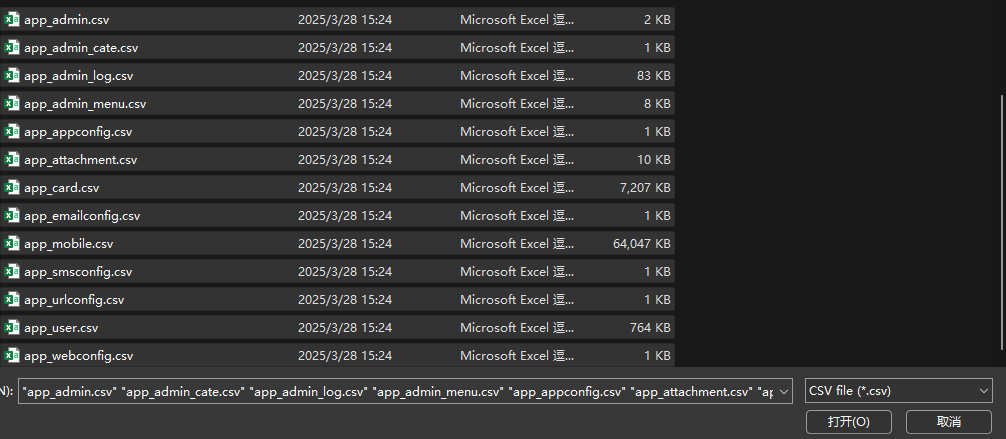 app_admin.csv 2025/3/28 15:24 Microsoft Excel 逗... 2 KB
app_admin_cate.csv 2025/3/28 15:24 Microsoft Excel 逗... 1 KB
app_admin_log.csv 2025/3/28 15:24 Microsoft Excel 逗... 83 KB
app_admin_menu.csv 2025/3/28 15:24 Microsoft Excel 逗... 8 KB
app_appconfig.csv 2025/3/28 15:24 Microsoft Excel 逗... 1 KB
app_attachment.csv 2025/3/28 15:24 Microsoft Excel 逗... 10 KB
app_card.csv 2025/3/28 15:24 Microsoft Excel 逗... 7,207 KB
app_emailconfig.csv 2025/3/28 15:24 Microsoft Excel 逗... 1 KB
app_mobile.csv 2025/3/28 15:24 Microsoft Excel 逗... 64,047 KB
app_smsconfig.csv 2025/3/28 15:24 Microsoft Excel 逗... 1 KB
app_urlconfig.csv 2025/3/28 15:24 Microsoft Excel 逗... 1 KB
app_user.csv 2025/3/28 15:24 Microsoft Excel 逗... 764 KB
app_webconfig.csv 2025/3/28 15:24 Microsoft Excel 逗... 1 KB
N): "app_admin.csv" "app_admin_cate.csv" "app_admin_log.csv" "app_admin_menu.csv" "app_appconfig.csv" "app_attachment.csv" "ap CSV file (*.csv)
打开(O) 取消